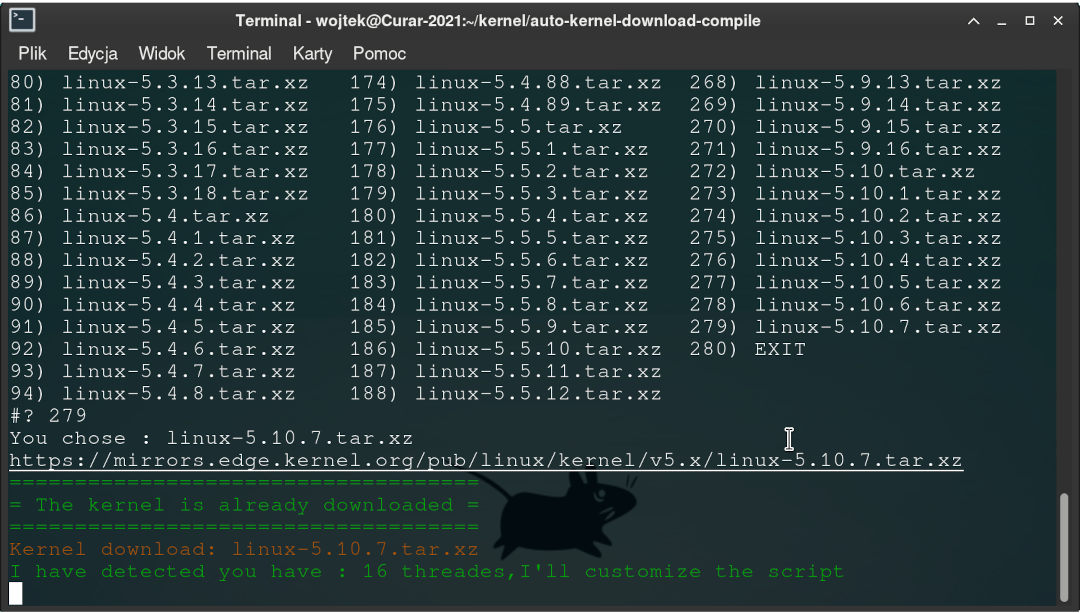 Terminal - wojtek@Curar-2021:~/kernel/auto-kernel-download-compile
Plik Edycja Widok Terminal Karty Pomoc
80) linux-5.3.13.tar.xz 174) linux-5.4.88.tar.xz 268) linux-5.9.13.tar.xz
81) linux-5.3.14.tar.xz 175) linux-5.4.89.tar.xz 269) linux-5.9.14.tar.xz
82) linux-5.3.15.tar.xz 176) linux-5.5.tar.xz 270) linux-5.9.15.tar.xz
83) linux-5.3.16.tar.xz 177) linux-5.5.1.tar.xz 271) linux-5.9.16.tar.xz
84) linux-5.3.17.tar.xz 178) linux-5.5.2.tar.xz 272) linux-5.10.tar.xz
85) linux-5.3.18.tar.xz 179) linux-5.5.3.tar.xz 273) linux-5.10.1.tar.xz
86) linux-5.4.tar.xz 180) linux-5.5.4.tar.xz 274) linux-5.10.2.tar.xz
87) linux-5.4.1.tar.xz 181) linux-5.5.5.tar.xz 275) linux-5.10.3.tar.xz
88) linux-5.4.2.tar.xz 182) linux-5.5.6.tar.xz 276) linux-5.10.4.tar.xz
89) linux-5.4.3.tar.xz 183) linux-5.5.7.tar.xz 277) linux-5.10.5.tar.xz
90) linux-5.4.4.tar.xz 184) linux-5.5.8.tar.xz 278) linux-5.10.6.tar.xz
91) linux-5.4.5.tar.xz 185) linux-5.5.9.tar.xz 279) linux-5.10.7.tar.xz
92) linux-5.4.6.tar.xz 186) linux-5.5.10.tar.xz 280) EXIT
93) linux-5.4.7.tar.xz 187) linux-5.5.11.tar.xz
94) linux-5.4.8.tar.xz 188) linux-5.5.12.tar.xz
#? 279
You chose : linux-5.10.7.tar.xz
https://mirrors.edge.kernel.org/pub/linux/kernel/v5.x/linux-5.10.7.tar.xz
====================================
= The kernel is already downloaded =
====================================
Kernel download: linux-5.10.7.tar.xz
I have detected you have : 16 threades,I'll customize the script